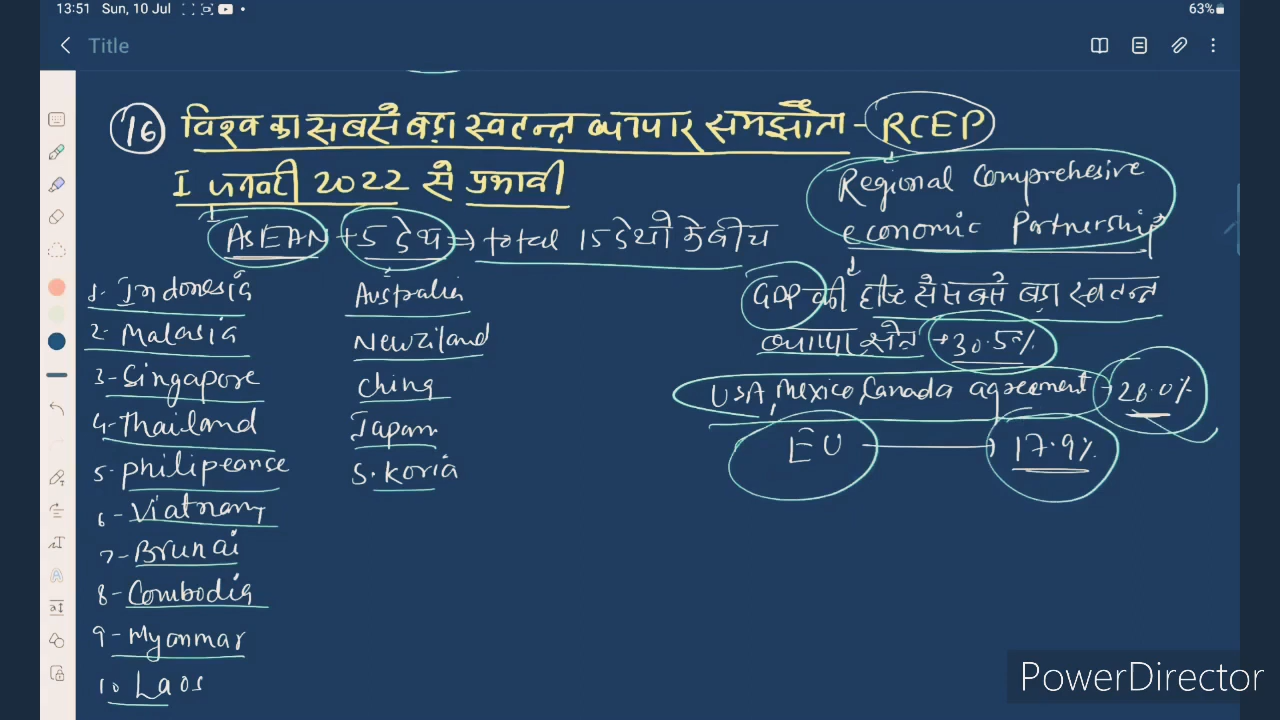 13:51 Sun, 10 Jul
63%
Title
16 विश्व का सबसे बड़ा स्वतन्त्र व्यापार समझौता - RCEP
1 जनवरी 2022 से प्रभावी
Regional Comprehesive
economic Partnership
ASEAN + 5 देश → total 15 देशों के बीच
1- Indonesia
2- Malasia
3- Singapore
4- Thailand
5- Philipeanse
6- Viatnam
7- Brunai
8- Combodia
9- Myanmar
10 Laos
Australia
Newziland
China
Japan
S. Koria
GDP की दृष्टि से सबसे बड़ा स्वतन्त्र
व्यापार क्षेत्र → 30.5%
USA, Mexico, Canada agreement → 28.0%
EU → 17.9%
PowerDirector